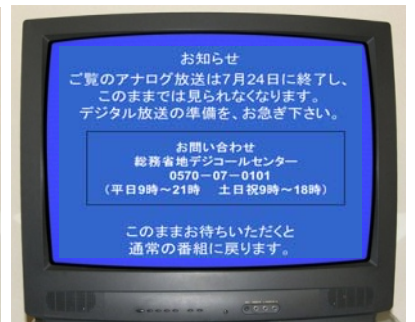 お知らせ
ご覧のアナログ放送は7月24日に終了し、
このままでは見られなくなります。
デジタル放送の準備を、お急ぎ下さい。
お問い合わせ
総務省地デジコールセンター
0570－07－0101
（平日9時～21時　土日祝9時～18時）
このままお待ちいただくと
通常の番組に戻ります。